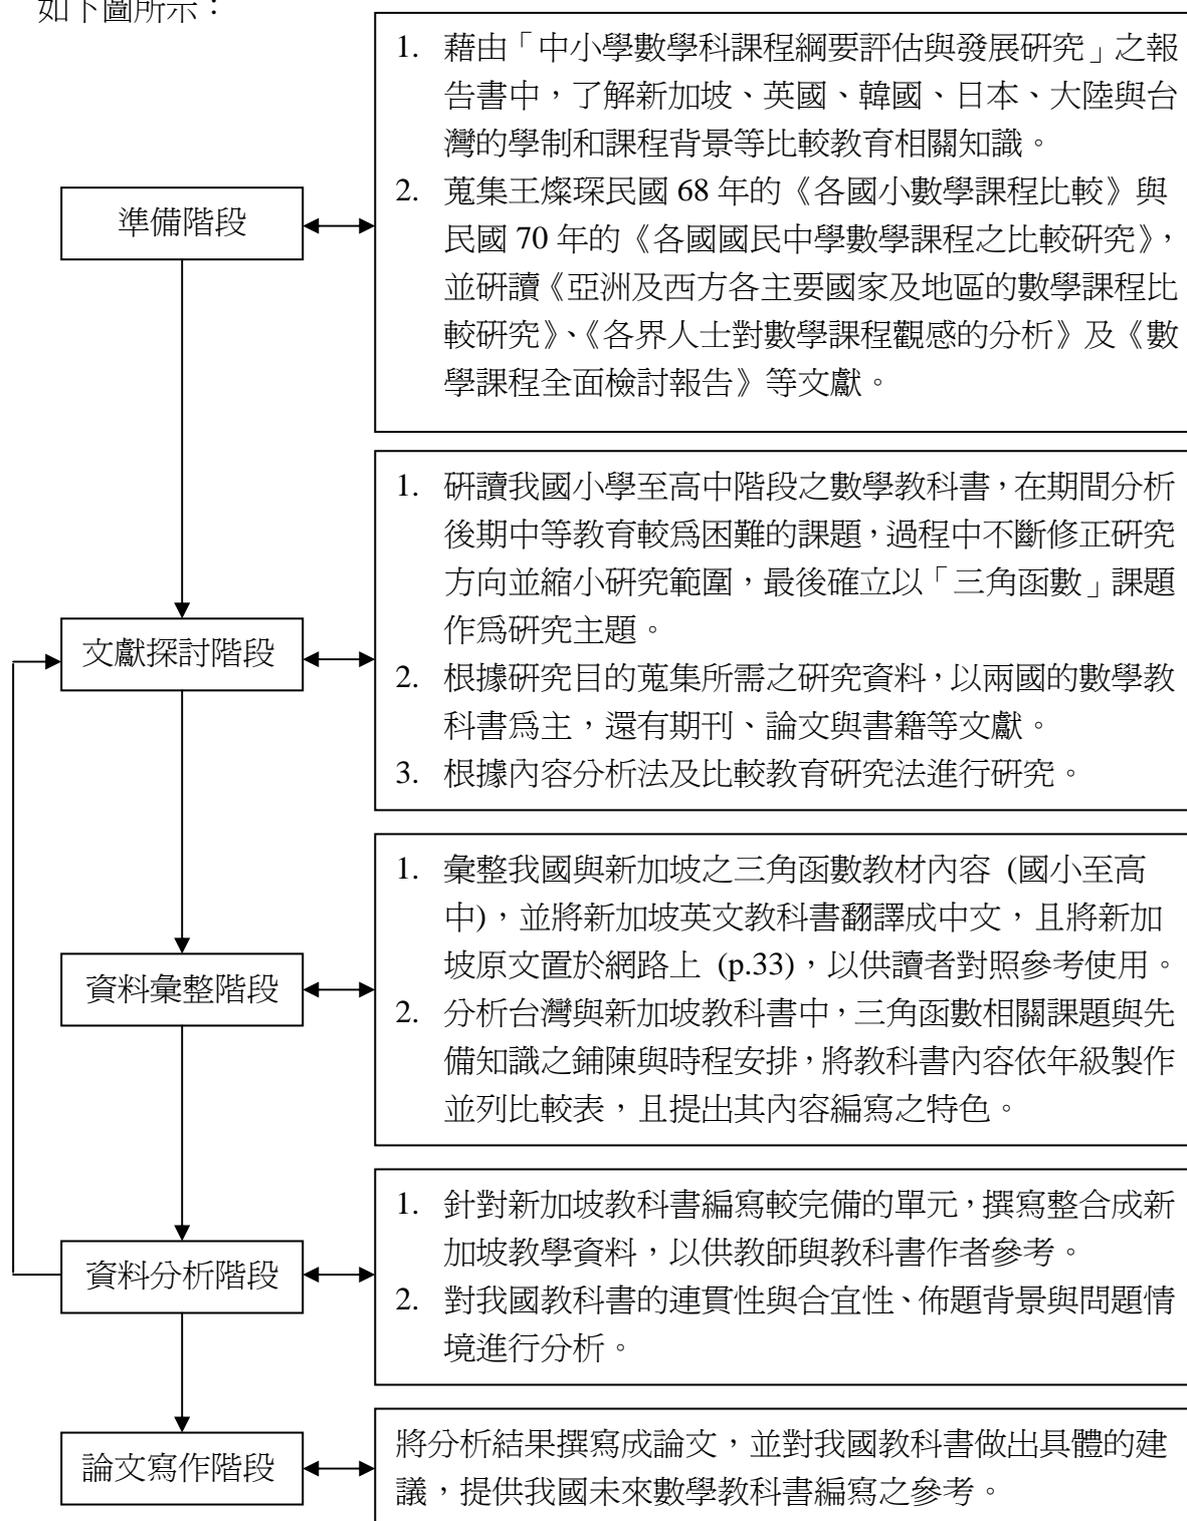 如下圖所示：
1. 藉由「中小學數學科課程綱要評估與發展研究」之報
告書中，了解新加坡、英國、韓國、日本、大陸與台
灣的學制和課程背景等比較教育相關知識。
2. 蒐集王燦琛民國 68 年的《各國小數學課程比較》與
民國 70 年的《各國國民中學數學課程之比較研究》，
並研讀《亞洲及西方各主要國家及地區的數學課程比
較研究》、《各界人士對數學課程觀感的分析》及《數
學課程全面檢討報告》等文獻。
準備階段
1. 研讀我國小學至高中階段之數學教科書，在期間分析
後期中等教育較為困難的課題，過程中不斷修正研究
方向並縮小研究範圍，最後確立以「三角函數」課題
作為研究主題。
2. 根據研究目的蒐集所需之研究資料，以兩國的數學教
科書為主，還有期刊、論文與書籍等文獻。
3. 根據內容分析法及比較教育研究法進行研究。
文獻探討階段
1. 彙整我國與新加坡之三角函數教材內容 (國小至高
中)，並將新加坡英文教科書翻譯成中文，且將新加
坡原文置於網路上 (p.33)，以供讀者對照參考使用。
2. 分析台灣與新加坡教科書中，三角函數相關課題與先
備知識之鋪陳與時程安排，將教科書內容依年級製作
並列比較表，且提出其內容編寫之特色。
資料彙整階段
1. 針對新加坡教科書編寫較完備的單元，撰寫整合成新
加坡教學資料，以供教師與教科書作者參考。
2. 對我國教科書的連貫性與合宜性、佈題背景與問題情
境進行分析。
資料分析階段
將分析結果撰寫成論文，並對我國教科書做出具體的建
議，提供我國未來數學教科書編寫之參考。
論文寫作階段